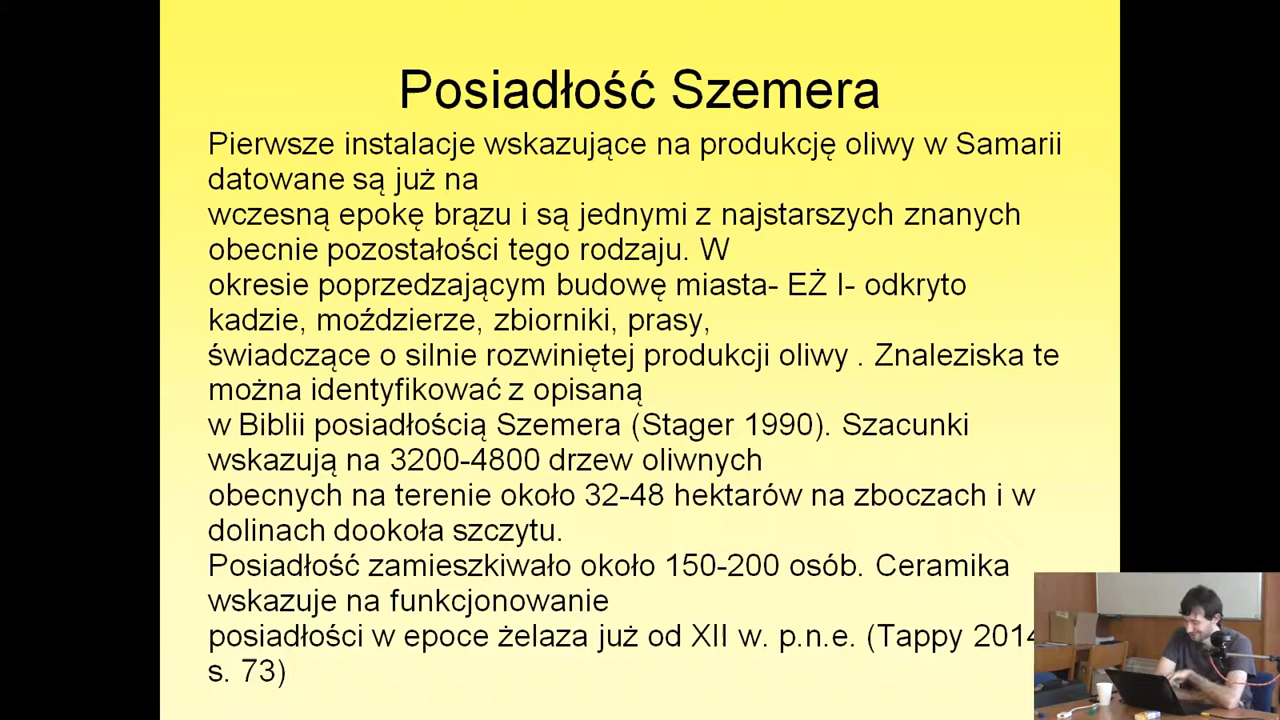 Posiadłość Szemera
Pierwsze instalacje wskazujące na produkcję oliwy w Samarii
datowane są już na
wczesną epokę brązu i są jednymi z najstarszych znanych
obecnie pozostałości tego rodzaju. W
okresie poprzedzającym budowę miasta- EŻ I- odkryto
kadzie, moździerze, zbiorniki, prasy,
świadczące o silnie rozwiniętej produkcji oliwy . Znaleziska te
można identyfikować z opisaną
w Biblii posiadłością Szemera (Stager 1990). Szacunki
wskazują na 3200-4800 drzew oliwnych
obecnych na terenie około 32-48 hektarów na zboczach i w
dolinach dookoła szczytu.
Posiadłość zamieszkiwało około 150-200 osób. Ceramika
wskazuje na funkcjonowanie
posiadłości w epoce żelaza już od XII w. p.n.e. (Tappy 2014
s. 73)